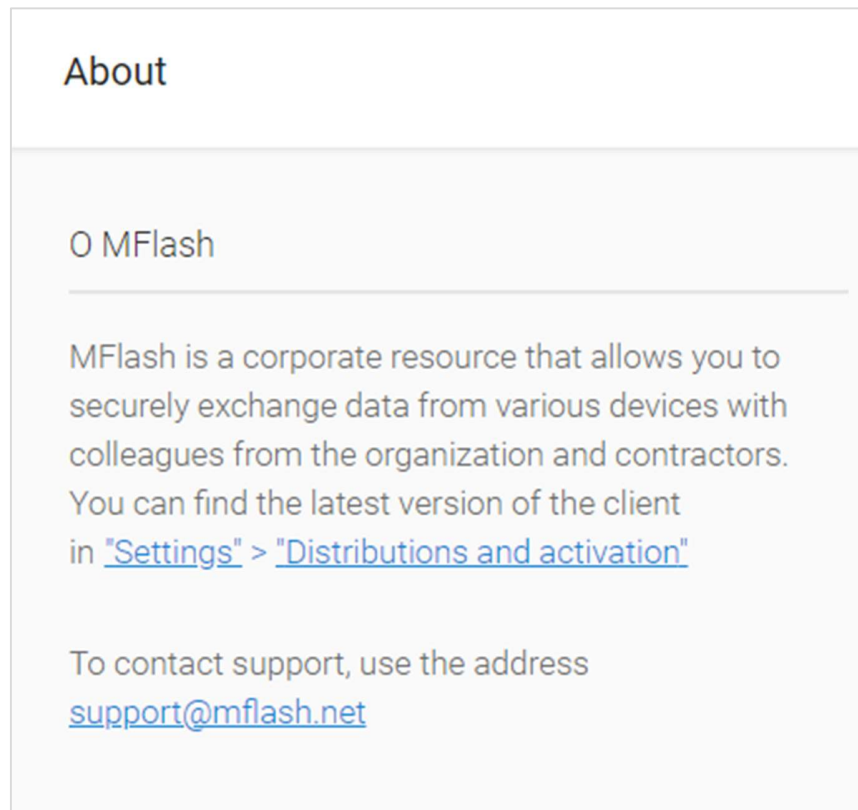 About
O MFlash
MFlash is a corporate resource that allows you to
securely exchange data from various devices with
colleagues from the organization and contractors.
You can find the latest version of the client
in "Settings" > "Distributions and activation"
To contact support, use the address
support@mflash.net